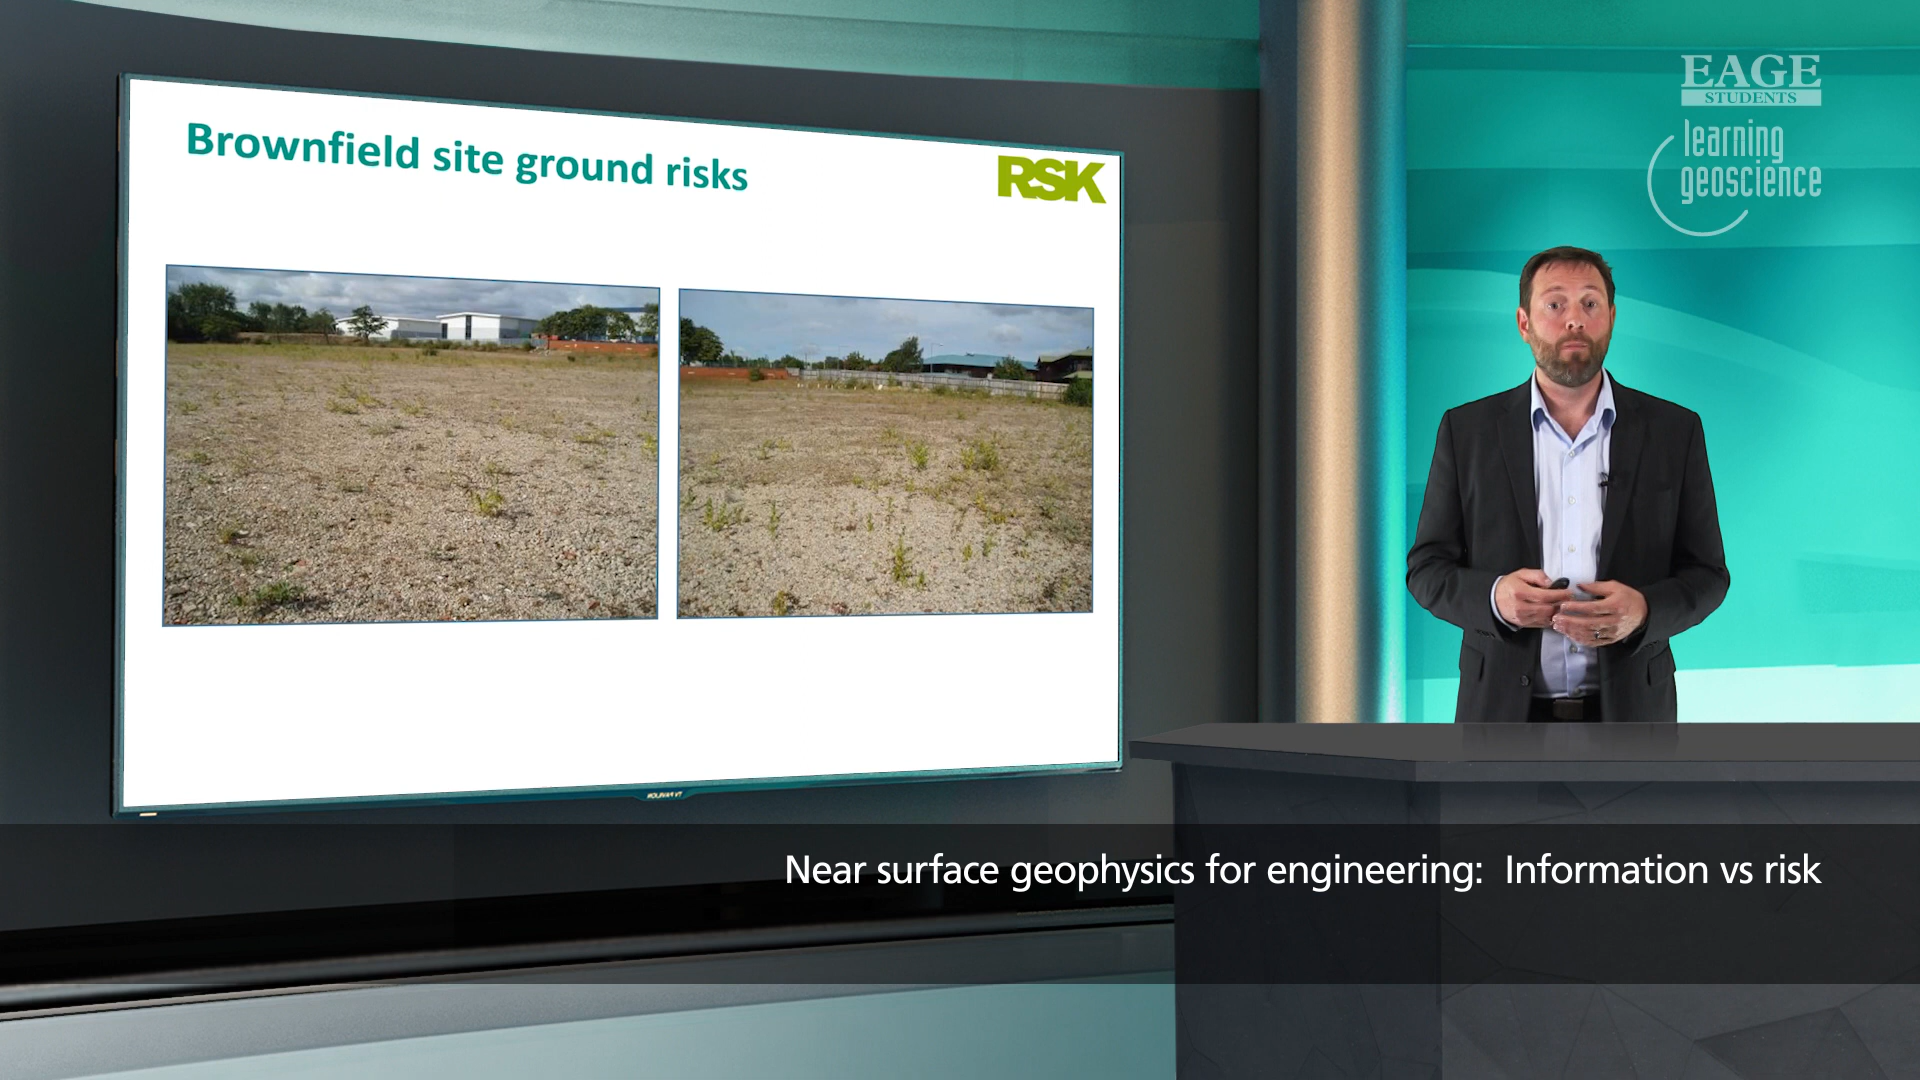 Brownfield site ground risks
RSK
EAGE
STUDENTS
learning
geoscience
Near surface geophysics for engineering: Information vs risk